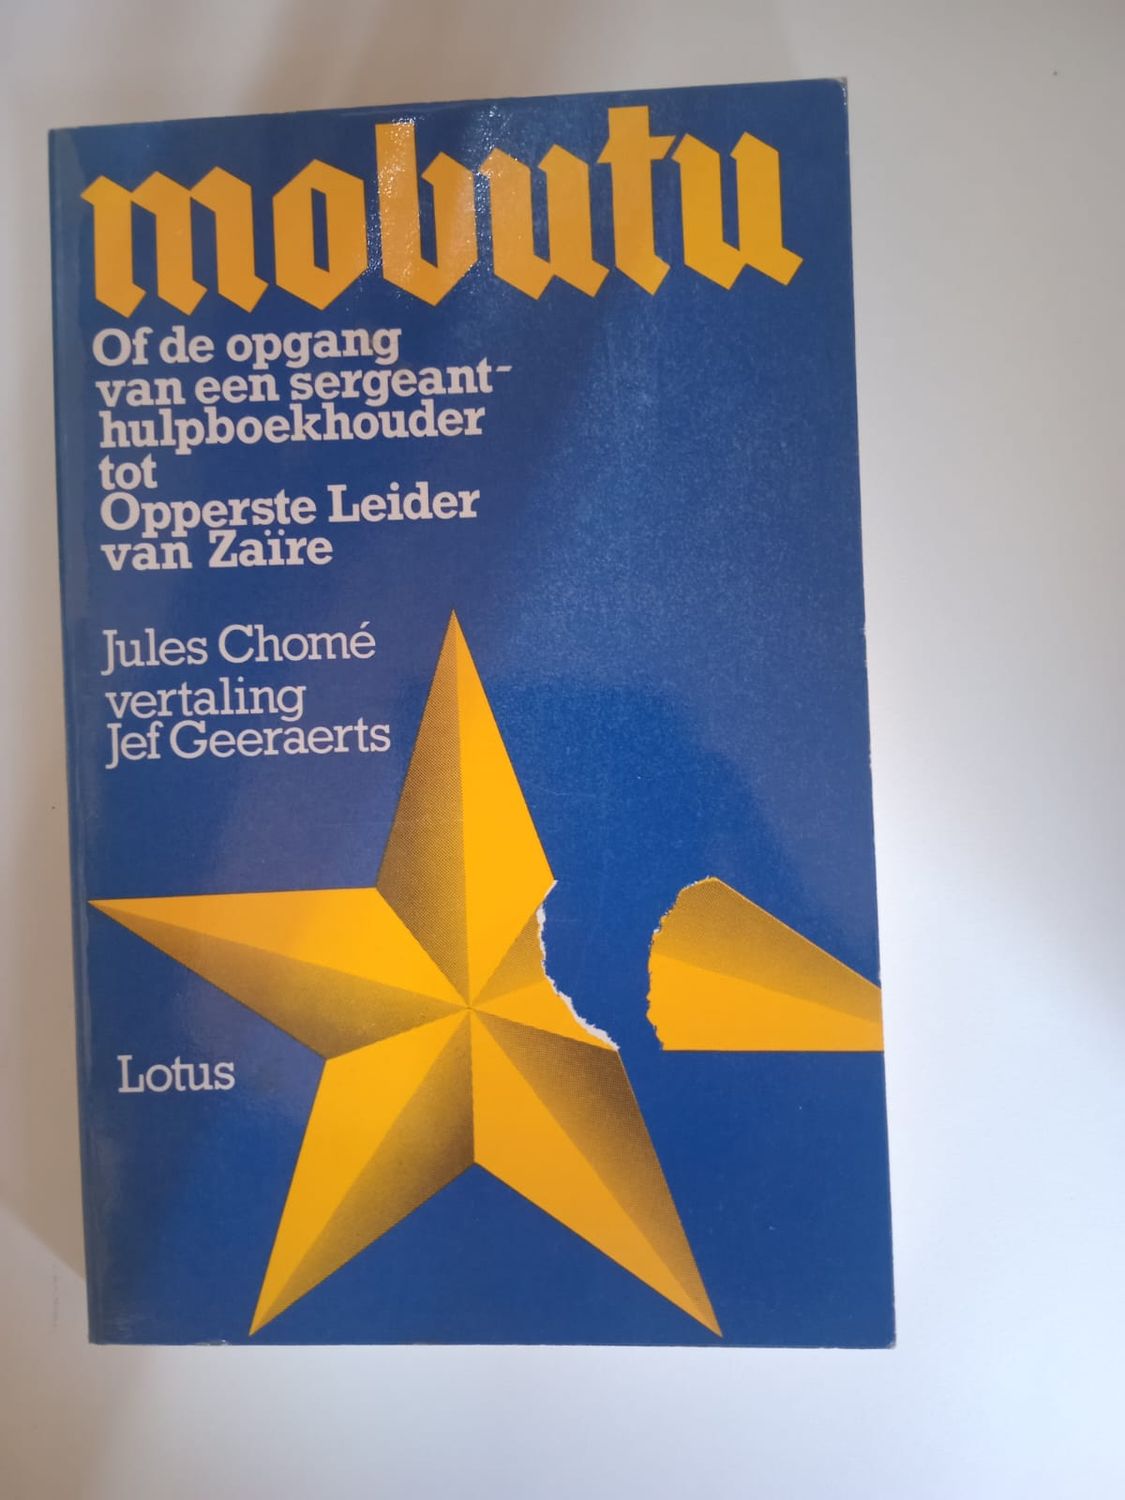 mobutu
Of de opgang
van een sergeant-
hulpboekhouder
tot
Opperste Leider
van Zaïre
Jules Chomé
vertaling
Jef Geeraerts
Lotus